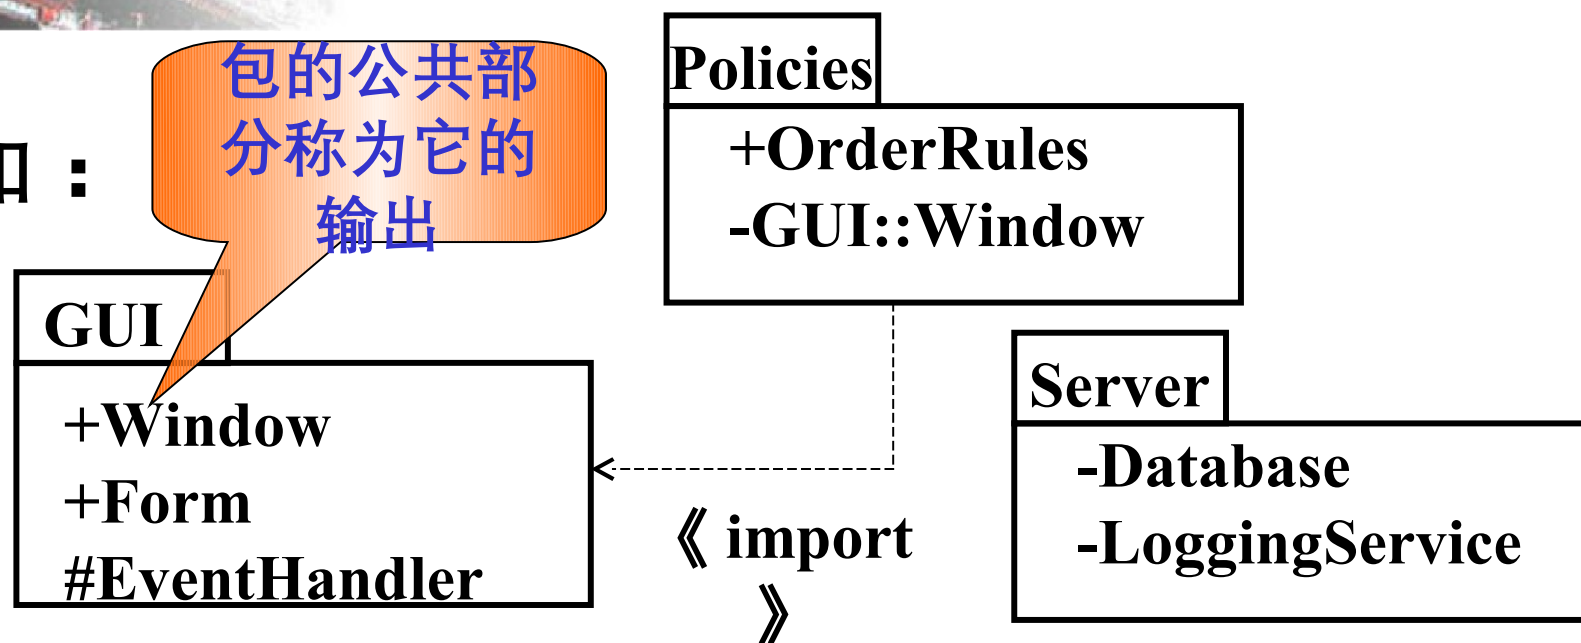 包的公共部
分称为它的
输出
：
Policies
+OrderRules
-GUI::Window
GUI
+Window
+Form
#EventHandler
《 import
》
Server
-Database
-LoggingService